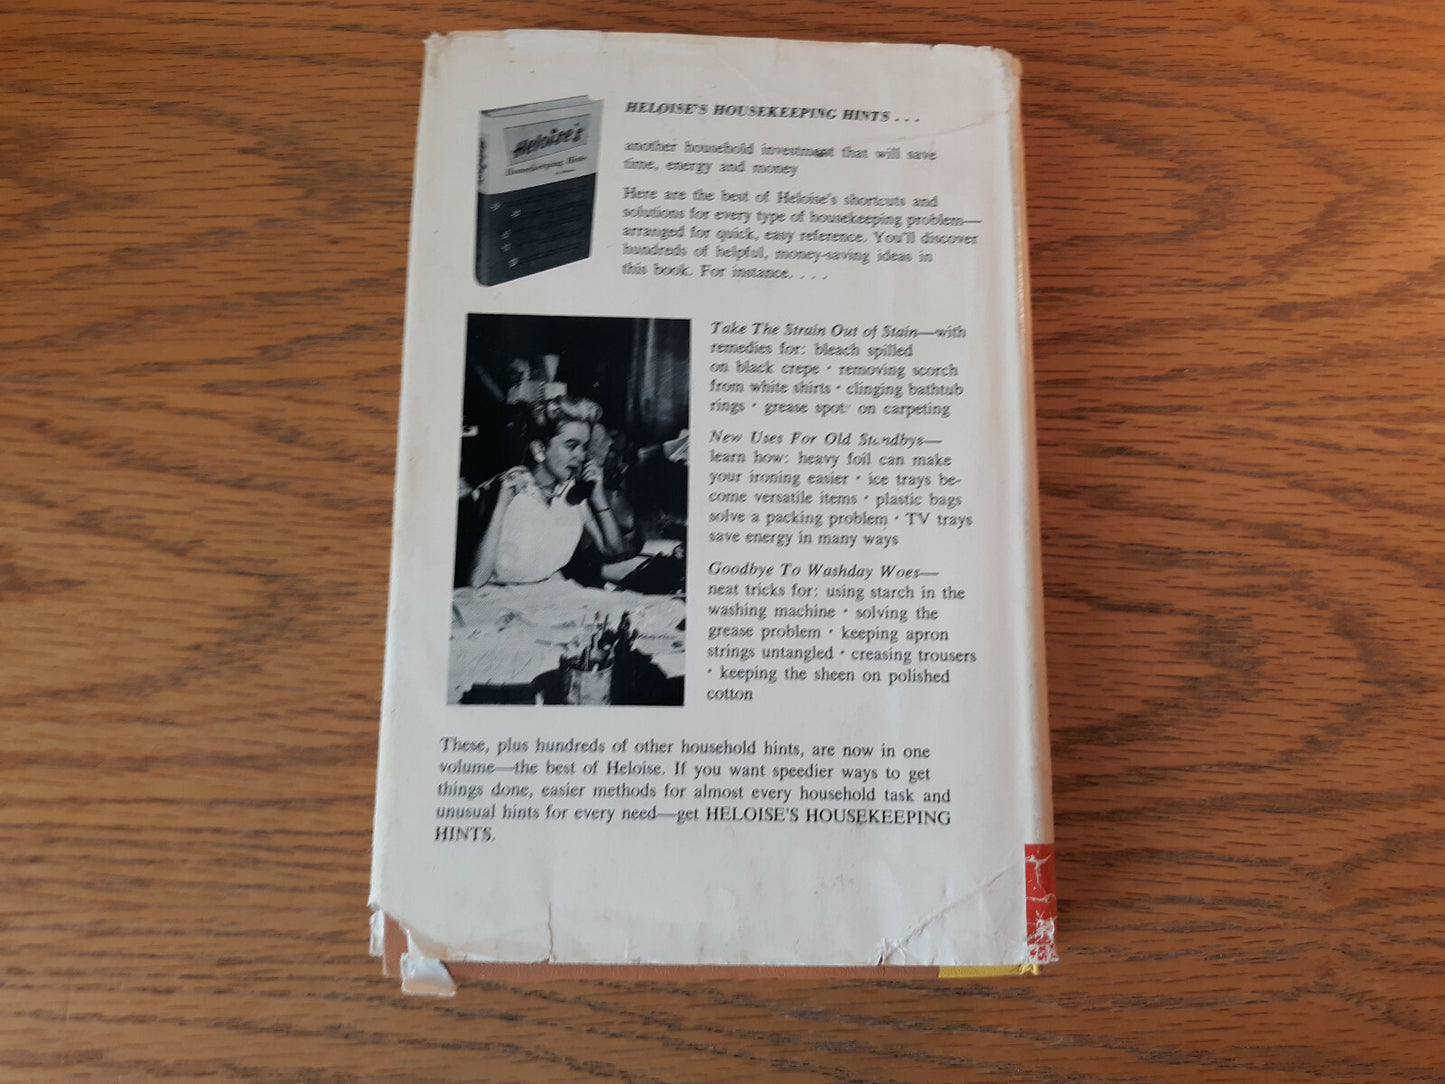 HELOISE'S HOUSEKEEPING HINTS . . .
another household investment that will save
time, energy and money
Here are the best of Heloise's shortcuts and
solutions for every type of housekeeping problem—
arranged for quick, easy reference. You'll discover
hundreds of helpful, money-saving ideas in
this book. For instance. . . .
Heloise's
Housekeeping Hints
Take The Strain Out of Stain—with
remedies for: bleach spilled
on black crepe · removing scorch
from white shirts · clinging bathtub
rings · grease spots on carpeting
New Uses For Old Standbys—
learn how: heavy foil can make
your ironing easier · ice trays be-
come versatile items · plastic bags
solve a packing problem · TV trays
save energy in many ways
Goodbye To Washday Woes—
neat tricks for: using starch in the
washing machine · solving the
grease problem · keeping apron
strings untangled · creasing trousers
· keeping the sheen on polished
cotton
These, plus hundreds of other household hints, are now in one
volume—the best of Heloise. If you want speedier ways to get
things done, easier methods for almost every household task and
unusual hints for every need—get HELOISE'S HOUSEKEEPING
HINTS.